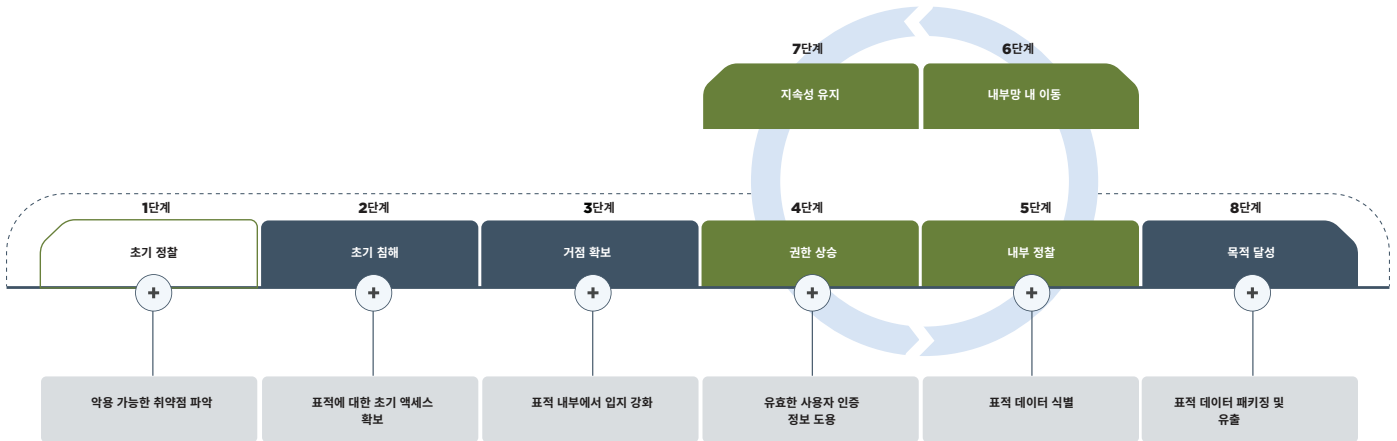 7단계
6단계
지속성 유지
내부망 내 이동
1단계
2단계
3단계
4단계
5단계
8단계
초기 정찰
초기 침해
거점 확보
권한 상승
내부 정찰
목적 달성
악용 가능한 취약점 파악
표적에 대한 초기 액세스
확보
표적 내부에서 입지 강화
유효한 사용자 인증
정보 도용
표적 데이터 식별
표적 데이터 패키징 및
유출